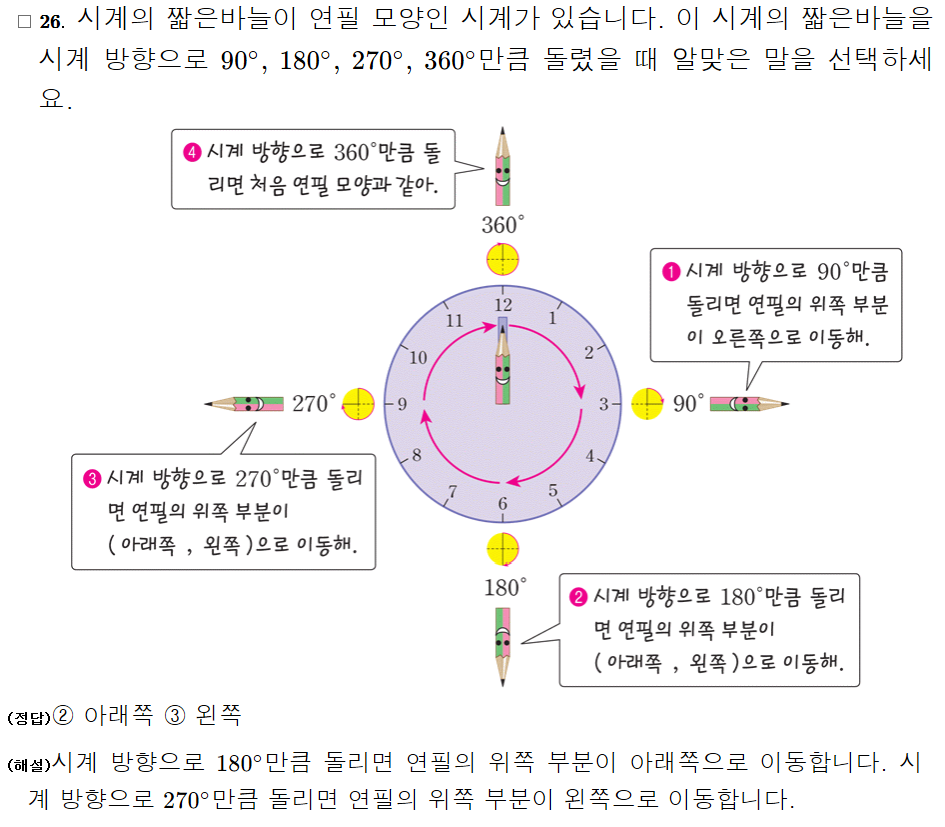 □ 26. 시계의 짧은바늘이 연필 모양인 시계가 있습니다. 이 시계의 짧은바늘을
시계 방향으로 90°, 180°, 270°, 360°만큼 돌렸을 때 알맞은 말을 선택하세
요.
❹ 시계 방향으로 360°만큼 돌
리면 처음 연필 모양과 같아.
360°
❶ 시계 방향으로 90°만큼
돌리면 연필의 위쪽 부분
이 오른쪽으로 이동해.
12
11
1
10
2
270°
9
3
90°
8
4
7
5
6
❸ 시계 방향으로 270°만큼 돌리
면 연필의 위쪽 부분이
(아래쪽 , 왼쪽)으로 이동해.
180°
❷ 시계 방향으로 180°만큼 돌리
면 연필의 위쪽 부분이
(아래쪽 , 왼쪽)으로 이동해.
(정답)② 아래쪽 ③ 왼쪽
(해설)시계 방향으로 180°만큼 돌리면 연필의 위쪽 부분이 아래쪽으로 이동합니다. 시
계 방향으로 270°만큼 돌리면 연필의 위쪽 부분이 왼쪽으로 이동합니다.